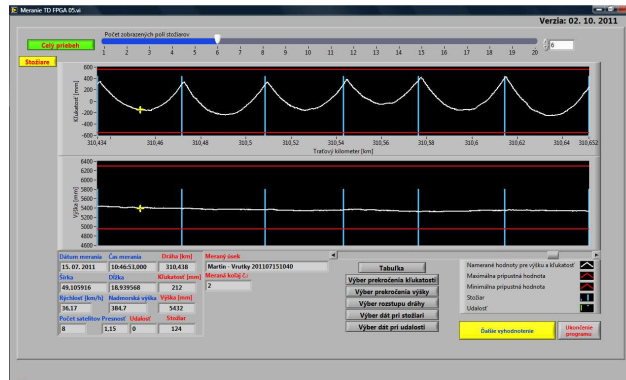 Meranie TD FPGA 05.vi
Verzia: 02. 10. 2011
Celý priebeh
Počet zobrazených polí stožiarov
1 2 3 4 5 6 7 8 9 10 11 12 13 14 15 16 17 18 19 20
6
Stožiare
Kľukatosť [mm]
600
400
200
0
-200
-400
-600
310,434 310,46 310,48 310,5 310,52 310,54 310,56 310,58 310,6 310,62 310,64 310,652
Traťový kilometer [km]
Výška [mm]
6400
6200
6000
5800
5600
5400
5200
5000
4800
4600
Dátum merania Čas merania Dráha [km] Meraný úsek
15. 07. 2011 10:46:53,000 310,438 Martin - Vrutky 201107151040
Šírka Dĺžka Kľukatosť [mm] Meraná koľaj č.:
49,105916 18,939568 212 2
Rýchlosť [km/h] Nadmorská výška Výška [mm]
36,17 384,7 5432
Počet satelitov Presnosť Udalosť Stožiar
8 1,15 0 124
Tabuľka
Výber prekročenia kľukatosti
Výber prekročenia výšky
Výber rozstupu dráhy
Výber dát pri stožiari
Výber dát pri udalosti
Namerané hodnoty pre výšku a kľukatosť
Maximálna prípustná hodnota
Minimálna prípustná hodnota
Stožiar
Udalosť
Ďalšie vyhodnotenie
Ukončenie
programu